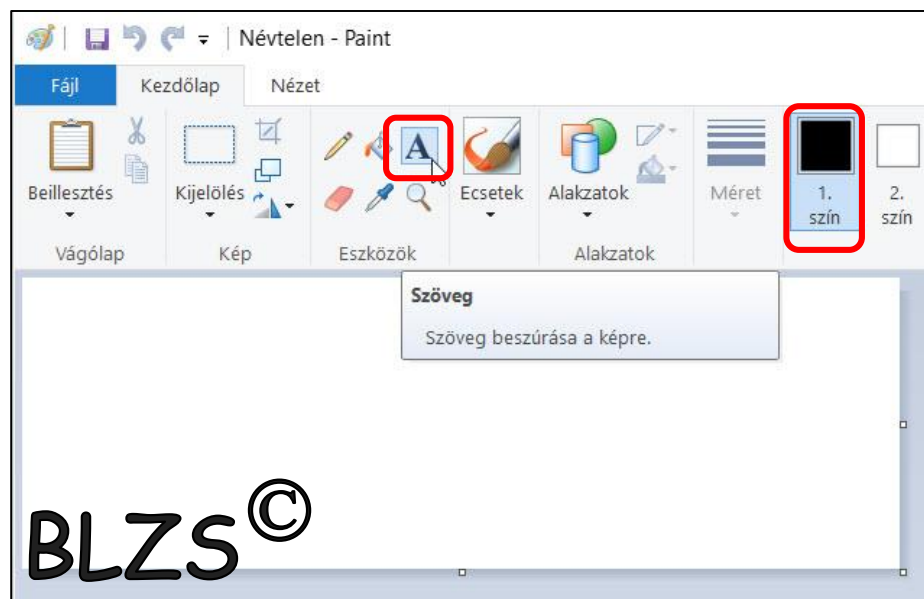 Névtelen - Paint
Fájl Kezdőlap Nézet
A
Beillesztés Kijelölés Ecsetek Alakzatok Méret 1. szín 2. szín
Vágólap Kép Eszközök Alakzatok
Szöveg
Szöveg beszúrása a képre.
BLZS©